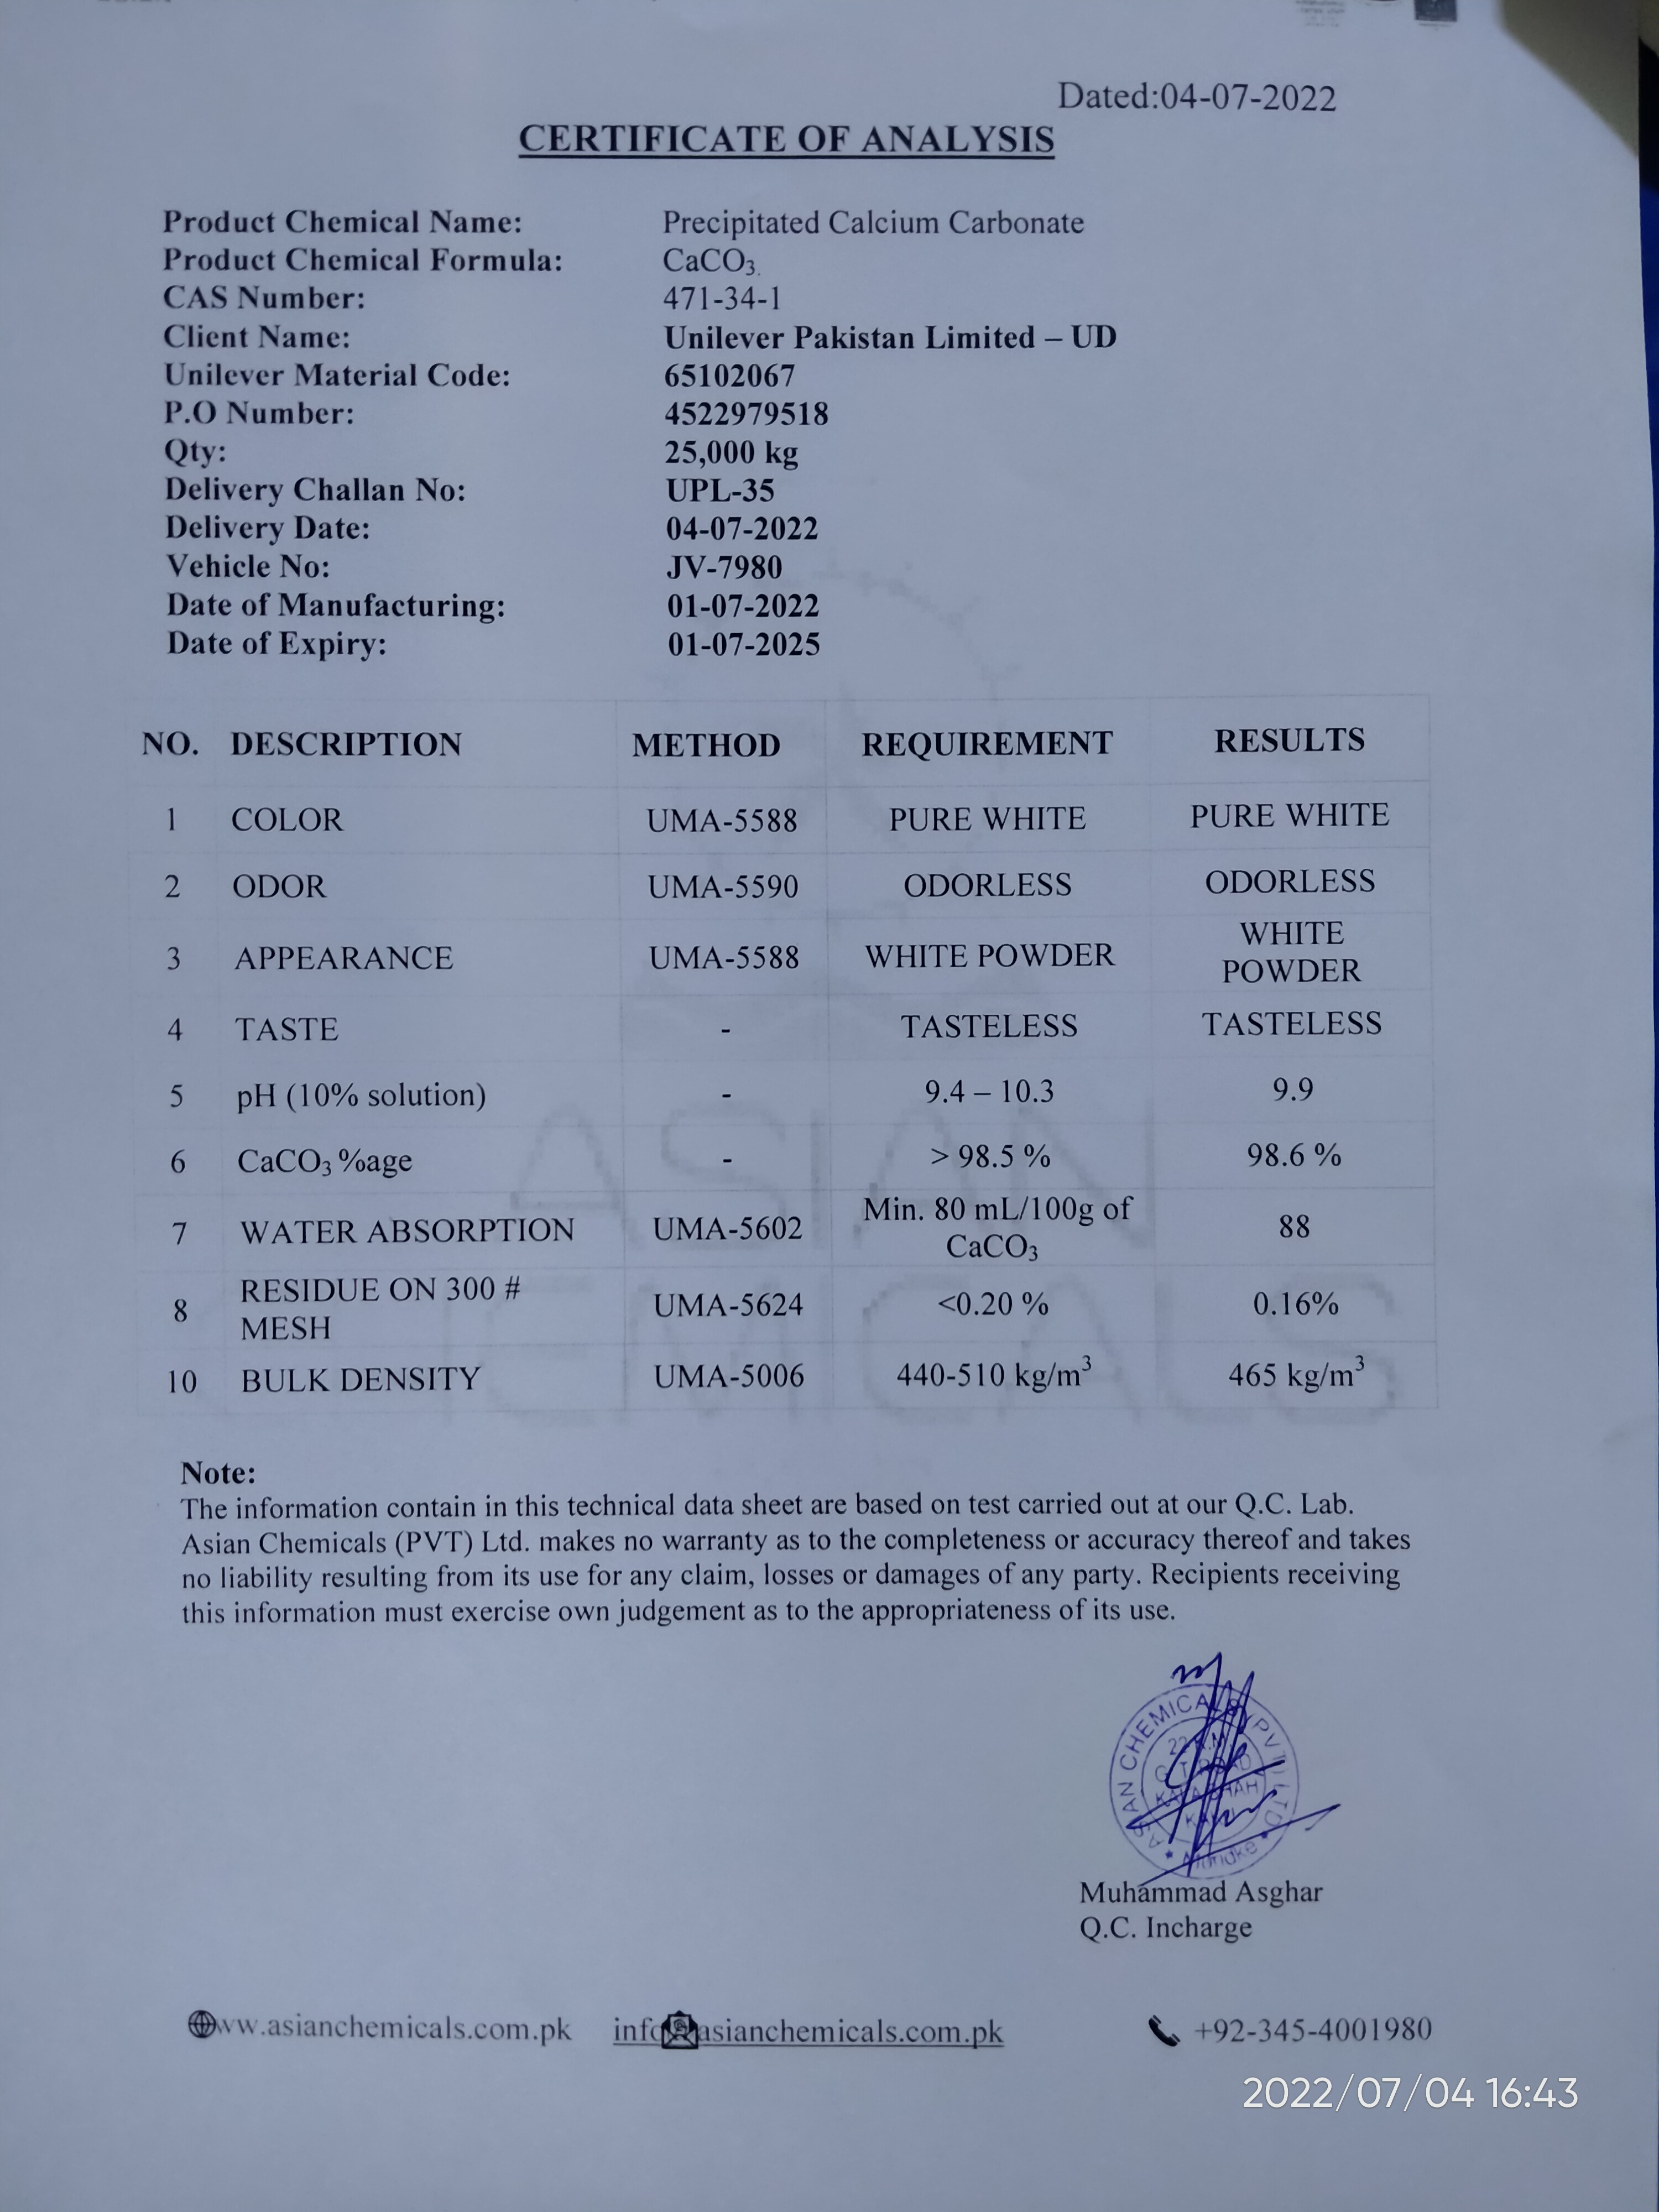 Dated:04-07-2022
CERTIFICATE OF ANALYSIS
Product Chemical Name: Precipitated Calcium Carbonate
Product Chemical Formula: CaCO₃.
CAS Number: 471-34-1
Client Name: Unilever Pakistan Limited – UD
Unilever Material Code: 65102067
P.O Number: 4522979518
Qty: 25,000 kg
Delivery Challan No: UPL-35
Delivery Date: 04-07-2022
Vehicle No: JV-7980
Date of Manufacturing: 01-07-2022
Date of Expiry: 01-07-2025
NO. DESCRIPTION METHOD REQUIREMENT RESULTS
1 COLOR UMA-5588 PURE WHITE PURE WHITE
2 ODOR UMA-5590 ODORLESS ODORLESS
3 APPEARANCE UMA-5588 WHITE POWDER WHITE POWDER
4 TASTE - TASTELESS TASTELESS
5 pH (10% solution) - 9.4 – 10.3 9.9
6 CaCO₃ %age - > 98.5 % 98.6 %
7 WATER ABSORPTION UMA-5602 Min. 80 mL/100g of CaCO₃ 88
8 RESIDUE ON 300 # MESH UMA-5624 <0.20 % 0.16%
10 BULK DENSITY UMA-5006 440-510 kg/m³ 465 kg/m³
Note:
The information contain in this technical data sheet are based on test carried out at our Q.C. Lab.
Asian Chemicals (PVT) Ltd. makes no warranty as to the completeness or accuracy thereof and takes
no liability resulting from its use for any claim, losses or damages of any party. Recipients receiving
this information must exercise own judgement as to the appropriateness of its use.
ASIAN CHEMICALS (PVT) LTD.
Muhammad Asghar
Q.C. Incharge
ww.asianchemicals.com.pk info@asianchemicals.com.pk +92-345-4001980
2022/07/04 16:43